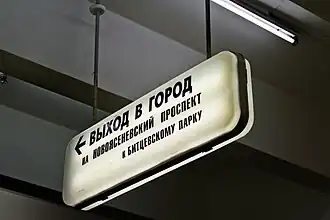 ← ВЫХОД В ГОРОД
НА НОВОЯСЕНЕВСКИЙ ПРОСПЕКТ
К БИТЦЕВСКОМУ ПАРКУ